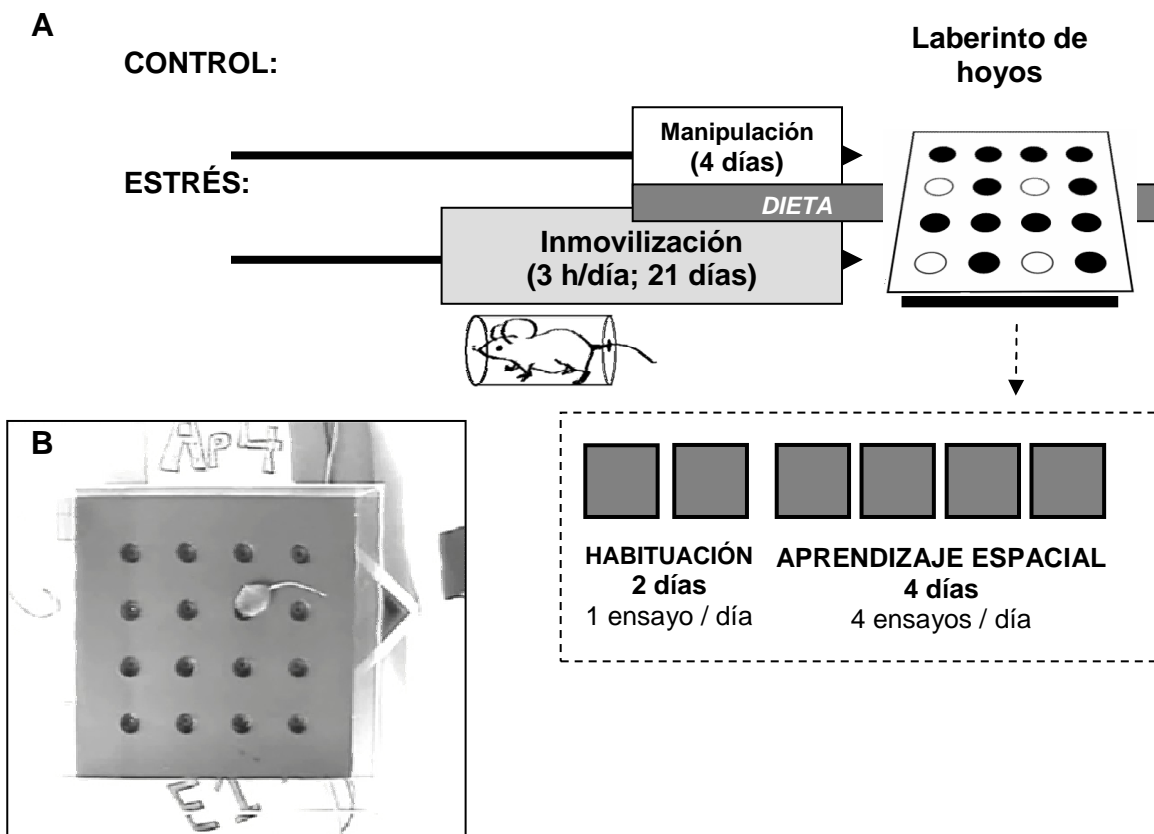 A
CONTROL:
Laberinto de
hoyos
Manipulación
(4 días)
ESTRÉS:
DIETA
Inmovilización
(3 h/día; 21 días)
B
Ap4
HABITUACIÓN
2 días
1 ensayo / día
APRENDIZAJE ESPACIAL
4 días
4 ensayos / día
E1